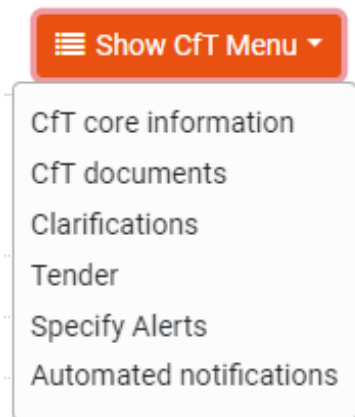 Show CfT Menu
CfT core information
CfT documents
Clarifications
Tender
Specify Alerts
Automated notifications